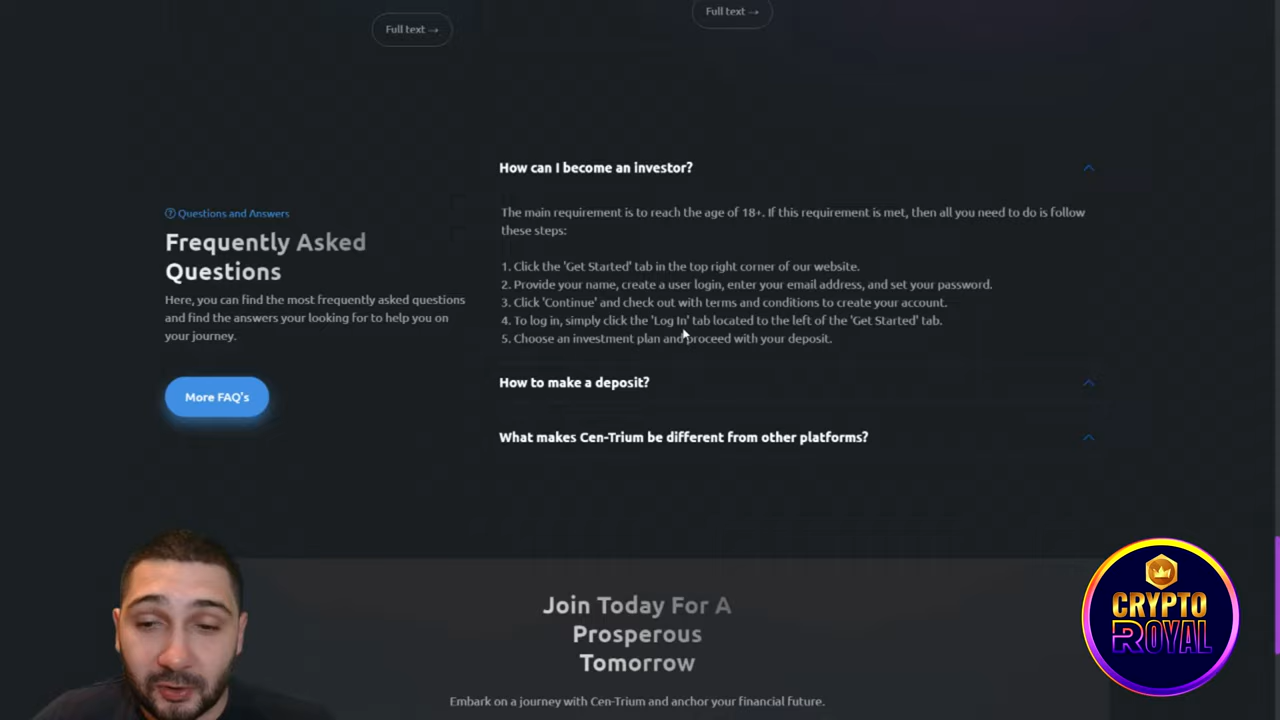 Full text →
Full text →
How can I become an investor?
The main requirement is to reach the age of 18+. If this requirement is met, then all you need to do is follow
these steps:
1. Click the 'Get Started' tab in the top right corner of our website.
2. Provide your name, create a user login, enter your email address, and set your password.
3. Click 'Continue' and check out with terms and conditions to create your account.
4. To log in, simply click the 'Log In' tab located to the left of the 'Get Started' tab.
5. Choose an investment plan and proceed with your deposit.
Questions and Answers
Frequently Asked
Questions
Here, you can find the most frequently asked questions
and find the answers your looking for to help you on
your journey.
More FAQ's
How to make a deposit?
What makes Cen-Trium be different from other platforms?
Join Today For A
Prosperous
Tomorrow
Embark on a journey with Cen-Trium and anchor your financial future.
CRYPTO
ROYAL